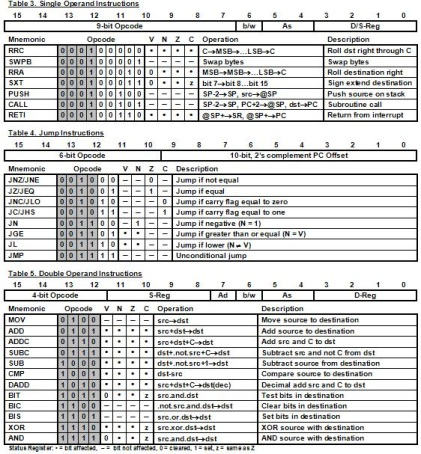 Table 3. Single Operand Instructions
15 14 13 12 11 10 9 8 7 6 5 4 3 2 1 0
9-bit Opcode b/w As D/S-Reg
Mnemonic Opcode V N Z C Operation Description
RRC 0 0 0 1 0 0 0 0 0 • • • • C→MSB→...LSB→C Roll dst right through C
SWPB 0 0 0 1 0 0 0 0 1 – – – – Swap bytes Swap bytes
RRA 0 0 0 1 0 0 0 1 0 0 • • • MSB→MSB→...LSB→C Roll destination right
SXT 0 0 0 1 0 0 0 1 1 0 • • z bit 7→bit 8...bit 15 Sign extend destination
PUSH 0 0 0 1 0 0 1 0 0 – – – – SP-2→SP, src→@SP Push source on stack
CALL 0 0 0 1 0 0 1 0 1 – – – – SP-2→SP, PC+2→@SP, dst→PC Subroutine call
RETI 0 0 0 1 0 0 1 1 0 • • • • @SP+→SR, @SP+→PC Return from interrupt
Table 4. Jump Instructions
15 14 13 12 11 10 9 8 7 6 5 4 3 2 1 0
6-bit Opcode 10-bit, 2's complement PC Offset
Mnemonic Opcode V N Z C Description
JNZ/JNE 0 0 1 0 0 0 – – 0 – Jump if not equal
JZ/JEQ 0 0 1 0 0 1 – – 1 – Jump if equal
JNC/JLO 0 0 1 0 1 0 – – – 0 Jump if carry flag equal to zero
JC/JHS 0 0 1 0 1 1 – – – 1 Jump if carry flag equal to one
JN 0 0 1 1 0 0 – 1 – – Jump if negative (N = 1)
JGE 0 0 1 1 0 1 • • – – Jump if greater than or equal (N = V)
JL 0 0 1 1 1 0 • • – – Jump if lower (N ≠ V)
JMP 0 0 1 1 1 1 – – – – Unconditional jump
Table 5. Double Operand Instructions
15 14 13 12 11 10 9 8 7 6 5 4 3 2 1 0
4-bit Opcode S-Reg Ad b/w As D-Reg
Mnemonic Opcode V N Z C Operation Description
MOV 0 1 0 0 – – – – src→dst Move source to destination
ADD 0 1 0 1 • • • • src+dst→dst Add source to destination
ADDC 0 1 1 0 • • • • src+dst+C→dst Add src and C to dst
SUBC 0 1 1 1 • • • • dst+.not.src+C→dst Subtract src and not C from dst
SUB 1 0 0 0 • • • • dst+.not.src+1→dst Subtract source from destination
CMP 1 0 0 1 • • • • dst-src Compare source to destination
DADD 1 0 1 0 • • • • src+dst+C→dst(dec) Decimal add src and C to dst
BIT 1 0 1 1 0 • • z src.and.dst Test bits in destination
BIC 1 1 0 0 – – – – .not.src.and.dst→dst Clear bits in destination
BIS 1 1 0 1 – – – – src.or.dst→dst Set bits in destination
XOR 1 1 1 0 • • • z src.xor.dst→dst XOR source with destination
AND 1 1 1 1 0 • • z src.and.dst→dst AND source with destination
Status Register: • = bit affected, – = bit not affected, 0= cleared, 1 = set, z = same as Z